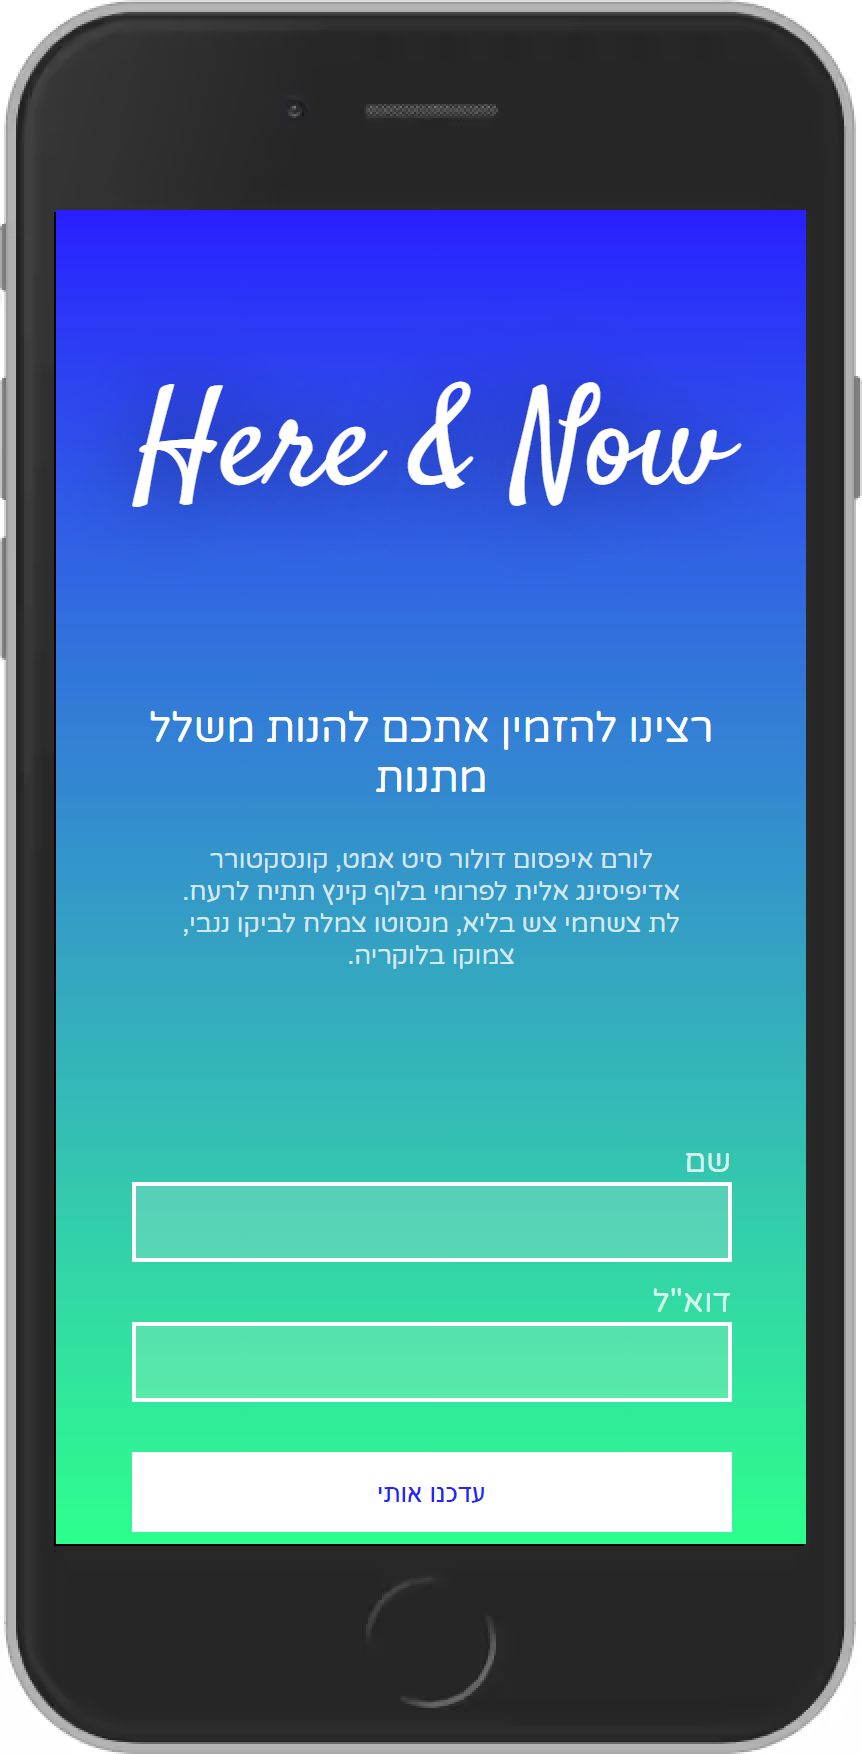 Here & Now
רצינו להזמין אתכם להנות משלל
מתנות
לורם איפסום דולור סיט אמט, קונסקטורר
אדיפיסינג אלית לפרומי בלוף קינץ תתיח לרעח.
לת צשחמי צש בליא, מנסוטו צמלח לביקו ננבי,
צמוקו בלוקריה.
שם
דוא"ל
עדכנו אותי